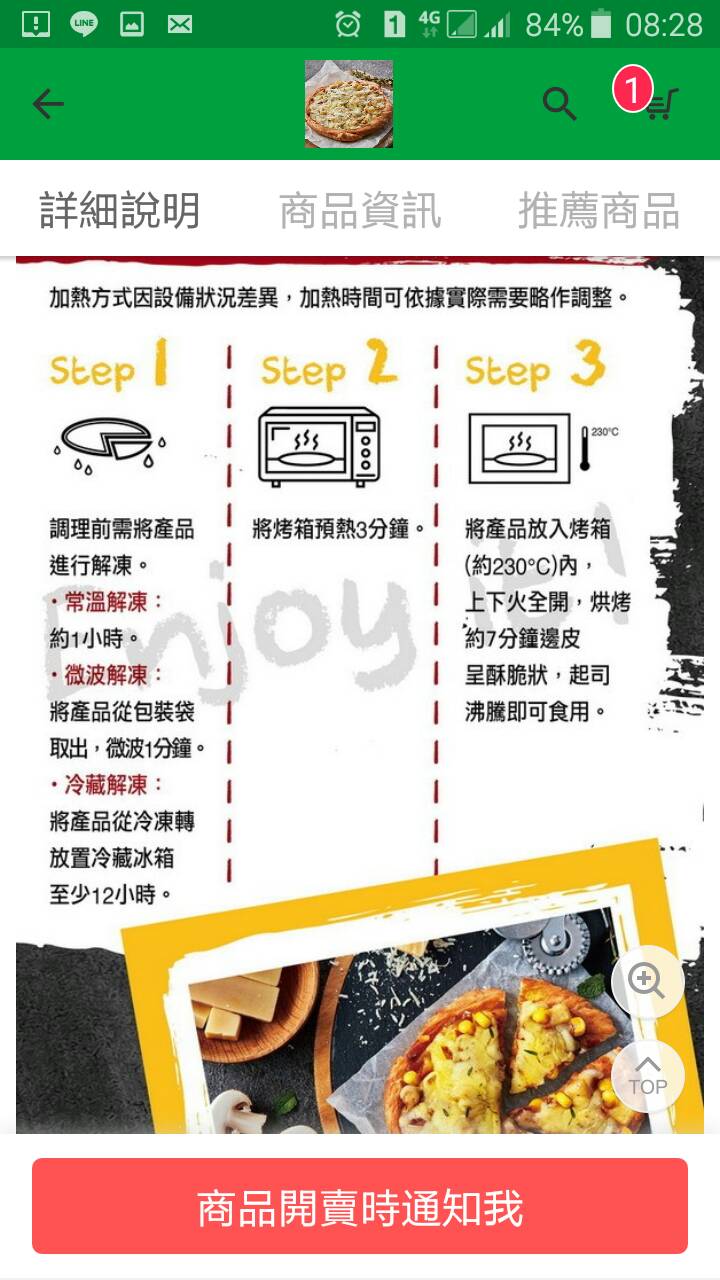 LINE
1
4G
84%
08:28
1
詳細說明
商品資訊
推薦商品
加熱方式因設備狀況差異，加熱時間可依據實際需要略作調整。
Step 1
調理前需將產品
進行解凍。
・常溫解凍：
約1小時。
・微波解凍：
將產品從包裝袋
取出，微波1分鐘。
・冷藏解凍：
將產品從冷凍轉
放置冷藏冰箱
至少12小時。
Step 2
將烤箱預熱3分鐘。
Step 3
230°C
將產品放入烤箱
(約230°C)內，
上下火全開，烘烤
約7分鐘邊皮
呈酥脆狀，起司
沸騰即可食用。
Enjoy it!
TOP
商品開賣時通知我